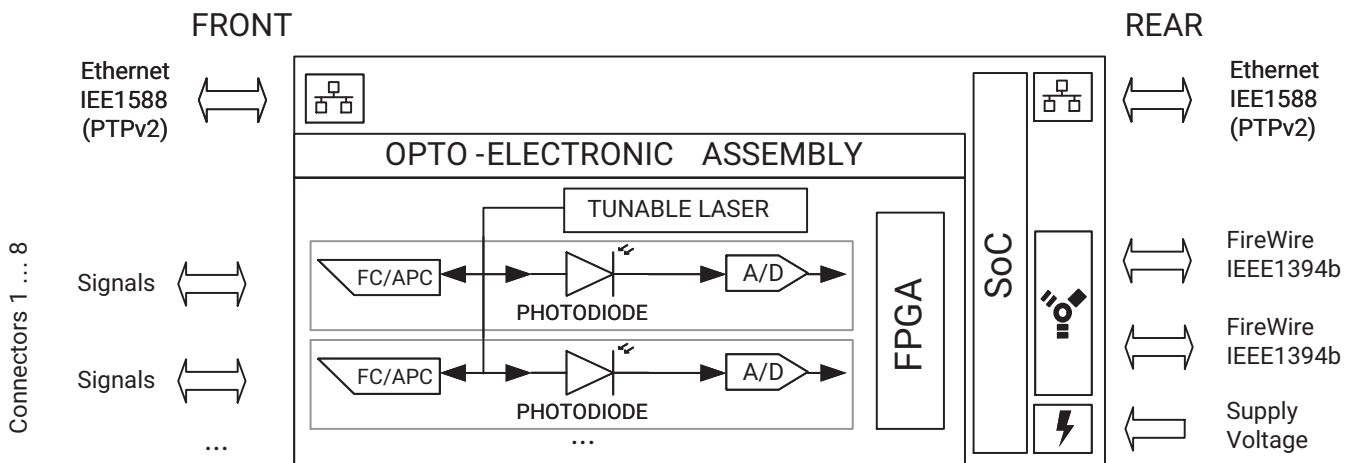 FRONT
REAR
Ethernet
IEE1588
(PTPv2)
Ethernet
IEE1588
(PTPv2)
OPTO -ELECTRONIC ASSEMBLY
TUNABLE LASER
Connectors 1 ... 8
Signals
FC/APC
A/D
PHOTODIODE
Signals
FC/APC
A/D
PHOTODIODE
...
...
FPGA
SoC
FireWire
IEEE1394b
FireWire
IEEE1394b
Supply
Voltage